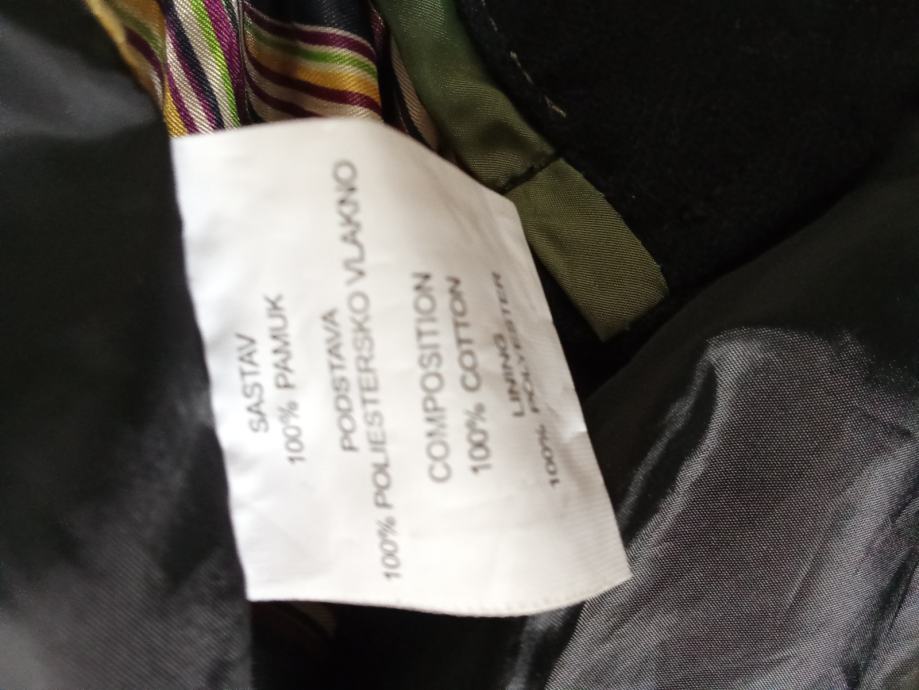 SASTAV
100% PAMUK
PODSTAVA
100% POLIESTERSKO VLAKNO
COMPOSITION
100% COTTON
LINING
100% POLYESTER